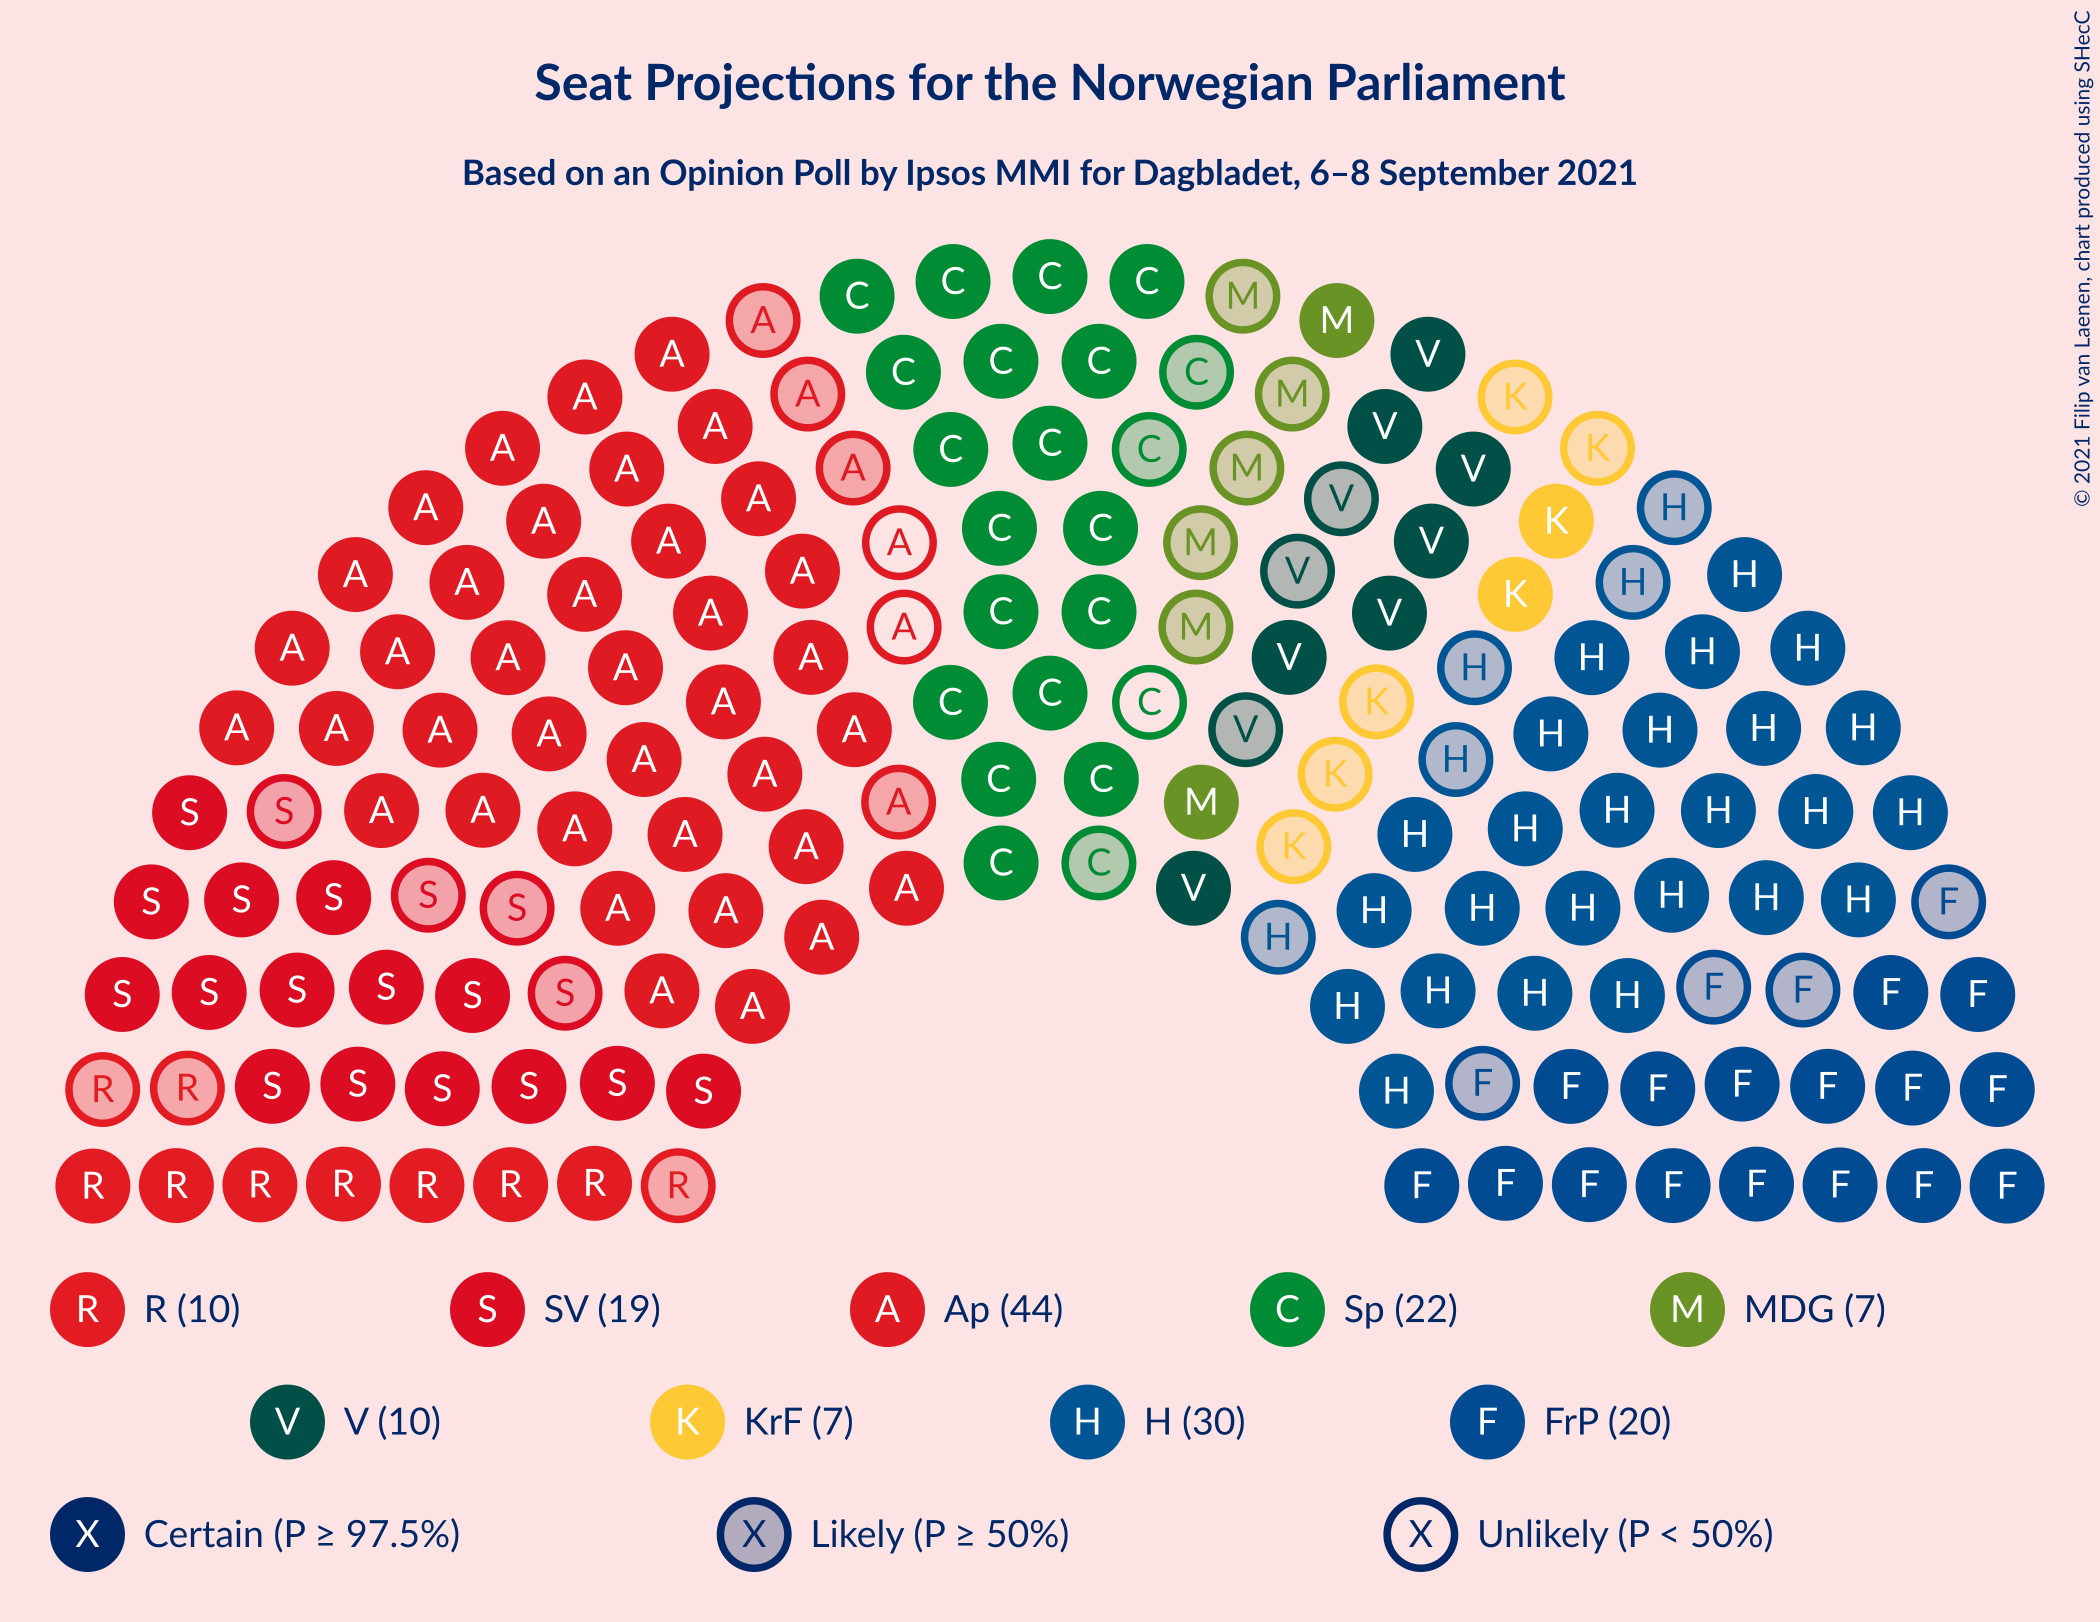 Seat Projections for the Norwegian Parliament
Based on an Opinion Poll by Ipsos MMI for Dagbladet, 6–8 September 2021
© 2021 Filip van Laenen, chart produced using SHecC
C C C C M
A C C C C M M V
A A A C C C M V V K
A A A A C C M V V K K
A A A A A C C M V V K H
A A A A A A C C C V V K H H
A A A A A A A C C M V K H H H
A A A A A A A C C V K H H H H
S S A A A A A K H H H H H H
S S S S S A A A H H H H H H H F
S S S S S S A A H H H H F F F F
R R S S S S S S H F F F F F F F
R R R R R R R R F F F F F F F F
R R (10) S SV (19) A Ap (44) C Sp (22) M MDG (7)
V V (10) K KrF (7) H H (30) F FrP (20)
X Certain (P ≥ 97.5%) X Likely (P ≥ 50%) X Unlikely (P < 50%)